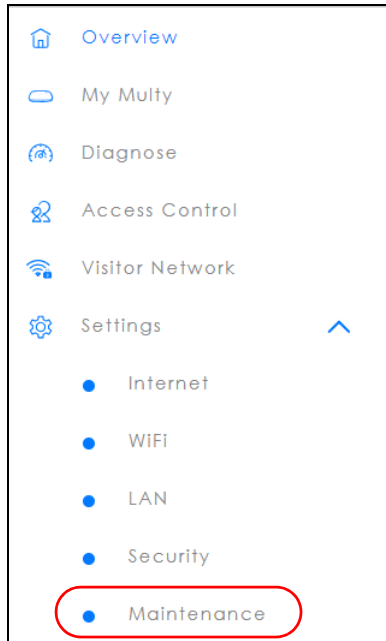 Overview
My Multy
Diagnose
Access Control
Visitor Network
Settings
Internet
WiFi
LAN
Security
Maintenance